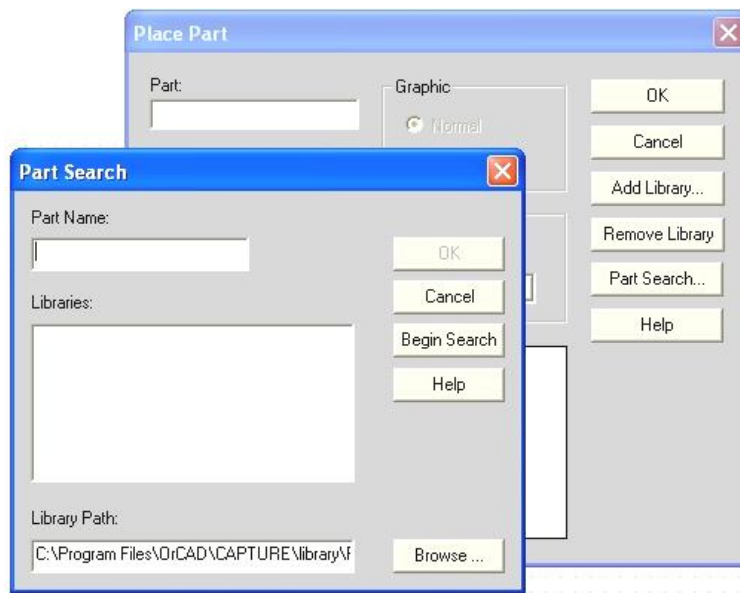 Place Part
Part:
Graphic
Normal
OK
Cancel
Add Library...
Remove Library
Part Search...
Help
Part Search
Part Name:
OK
Cancel
Libraries:
Begin Search
Help
Library Path:
C:\Program Files\OrCAD\CAPTURE\library\
Browse ...